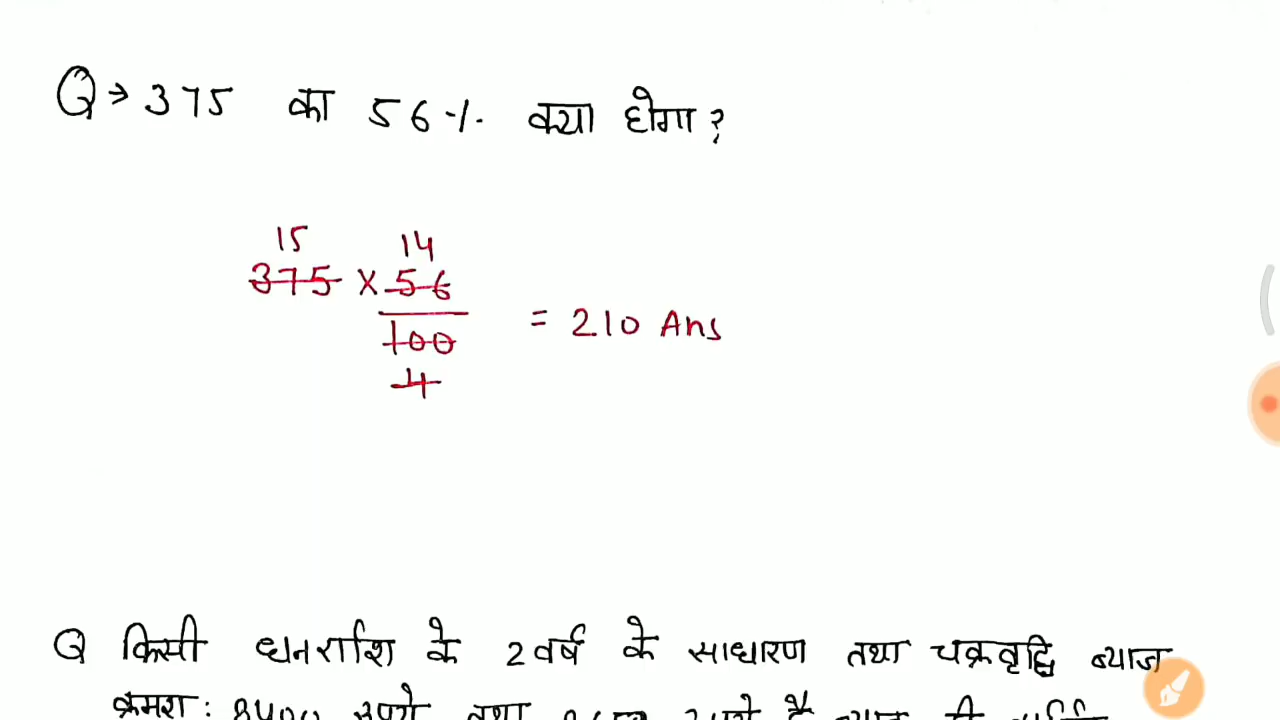 Q → 375 का 56% क्या होगा?
15 14
375 × 56
100 = 210 Ans
4
Q किसी धनराशि के 2 वर्ष के साधारण तथा चक्रवृद्धि ब्याज
क्रमश: रुपये तथा